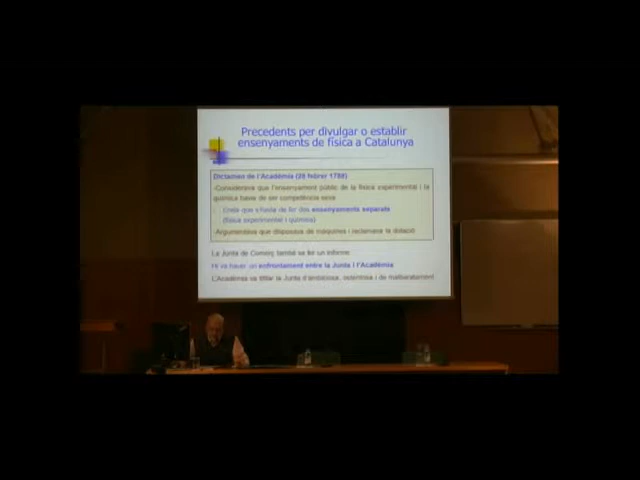 Precedents per divulgar o establir
ensenyaments de física a Catalunya
Dictamen de l'Acadèmia (28 febrer 1788)
-Considerava que l'ensenyament públic de la física experimental i la
química havia de ser competència seva
Creia que s'havia de fer dos ensenyaments separats
(física experimental i química)
-Argumentava que disposava de màquines i reclamava la dotació
La Junta de Comerç també va fer un informe.
Hi va haver un enfrontament entre la Junta i l'Acadèmia
L'Acadèmia va titllar la Junta d'ambiciosa, ostentosa i de malbaratament